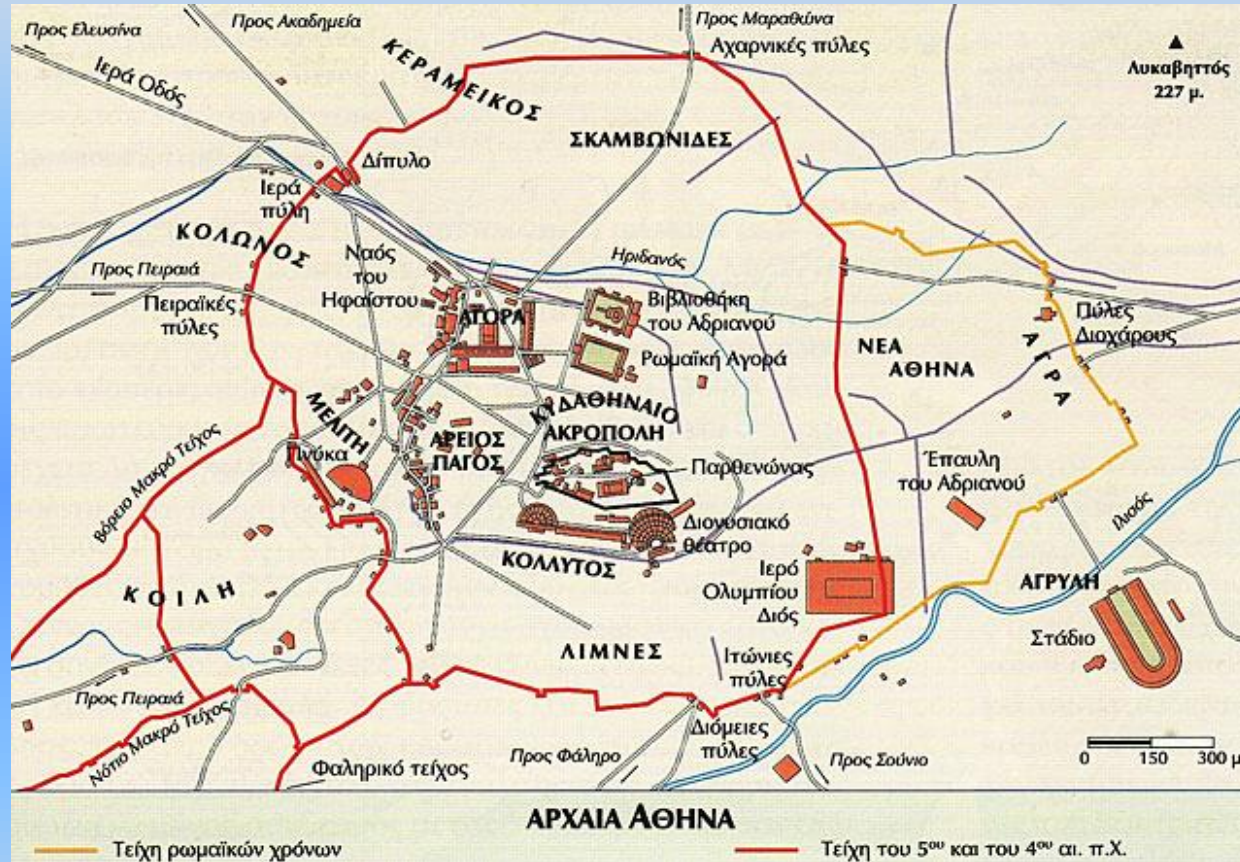 Προς Ελευσίνα
Προς Ακαδημεία
Προς Μαραθώνα
Αχαρνικές πύλες
Λυκαβηττός
227 μ.
Ιερά Οδός
ΚΕΡΑΜΕΙΚΟΣ
ΣΚΑΜΒΩΝΙΔΕΣ
Δίπυλο
Ιερά
πύλη
ΚΟΛΩΝΟΣ
Ναός
του
Ηφαίστου
Ηριδανός
Προς Πειραιά
Πειραϊκές
πύλες
ΑΓΟΡΑ
Βιβλιοθήκη
του Αδριανού
Ρωμαϊκή Αγορά
ΝΕΑ
ΑΘΗΝΑ
Πύλες
Διοχάρους
ΑΓΡΑ
ΜΕΛΙΤΗ
ΚΥΔΑΘΗΝΑΙΟ
ΑΚΡΟΠΟΛΗ
ΑΡΕΙΟΣ
ΠΑΓΟΣ
Πνύκα
Παρθενώνας
Έπαυλη
του Αδριανού
Βόρειο Μακρό Τείχος
Διονυσιακό
θέατρο
Ιλισός
ΚΟΛΛΥΤΟΣ
Ιερό
Ολυμπίου
Διός
ΑΓΡΥΛΗ
ΚΟΙΛΗ
Στάδιο
ΛΙΜΝΕΣ
Ιτώνιες
πύλες
Προς Πειραιά
Νότιο Μακρό Τείχος
Διόμειες
πύλες
Προς Φάληρο
Προς Σούνιο
Φαληρικό τείχος
0 150 300 μ.
ΑΡΧΑΙΑ ΑΘΗΝΑ
Τείχη ρωμαϊκών χρόνων
Τείχη του 5ου και του 4ου αι. π.Χ.